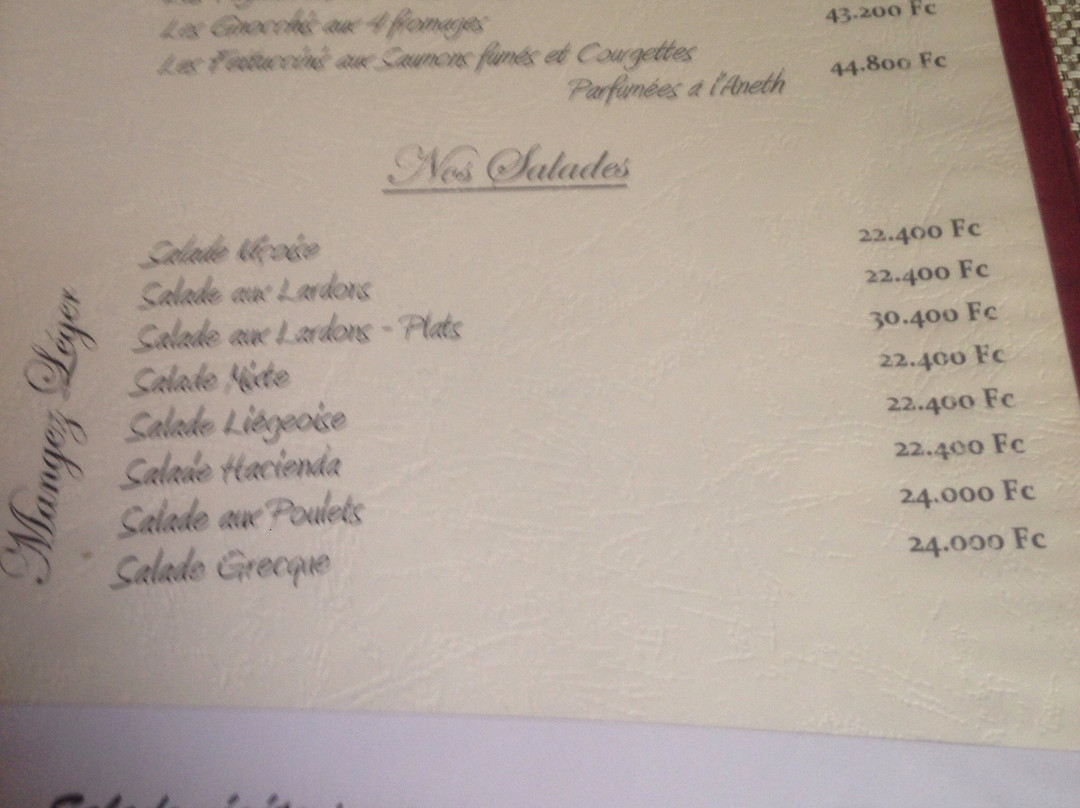 Les Gnocchis aux 4 fromages 43.200 Fc
Les Fettuccinis aux Saumons fumés et Courgettes 44.800 Fc
Parfumées a l'Aneth
Nos Salades
Mangez Léger
Salade Niçoise 22.400 Fc
Salade aux Lardons 22.400 Fc
Salade aux Lardons - Plats 30.400 Fc
Salade Mixte 22.400 Fc
Salade Liégeoise 22.400 Fc
Salade Hacienda 22.400 Fc
Salade aux Poulets 24.000 Fc
Salade Grecque 24.000 Fc